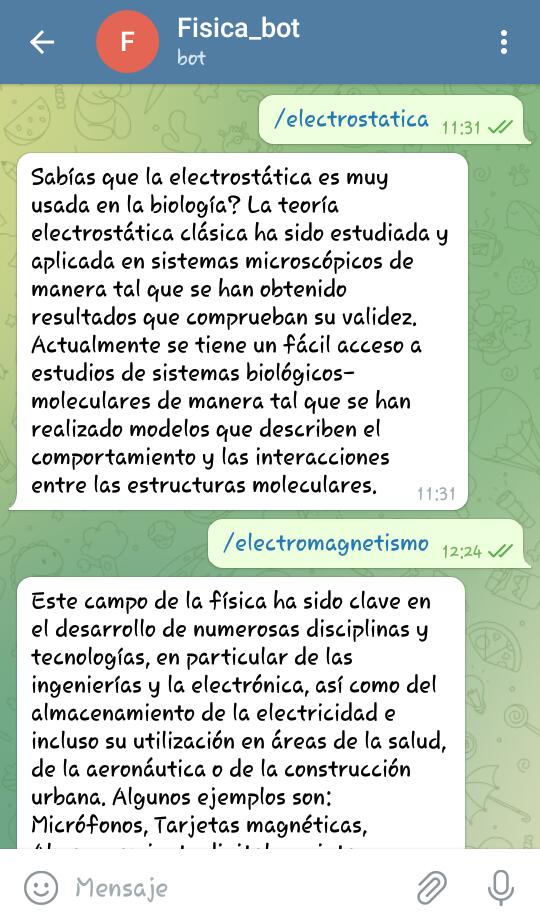 F
Fisica_bot
bot
/electrostatica 11:31
Sabías que la electrostática es muy
usada en la biología? La teoría
electrostática clásica ha sido estudiada y
aplicada en sistemas microscópicos de
manera tal que se han obtenido
resultados que comprueban su validez.
Actualmente se tiene un fácil acceso a
estudios de sistemas biológicos-
moleculares de manera tal que se han
realizado modelos que describen el
comportamiento y las interacciones
entre las estructuras moleculares. 11:31
/electromagnetismo 12:24
Este campo de la física ha sido clave en
el desarrollo de numerosas disciplinas y
tecnologías, en particular de las
ingenierías y la electrónica, así como del
almacenamiento de la electricidad e
incluso su utilización en áreas de la salud,
de la aeronáutica o de la construcción
urbana. Algunos ejemplos son:
Micrófonos, Tarjetas magnéticas,
Mensaje